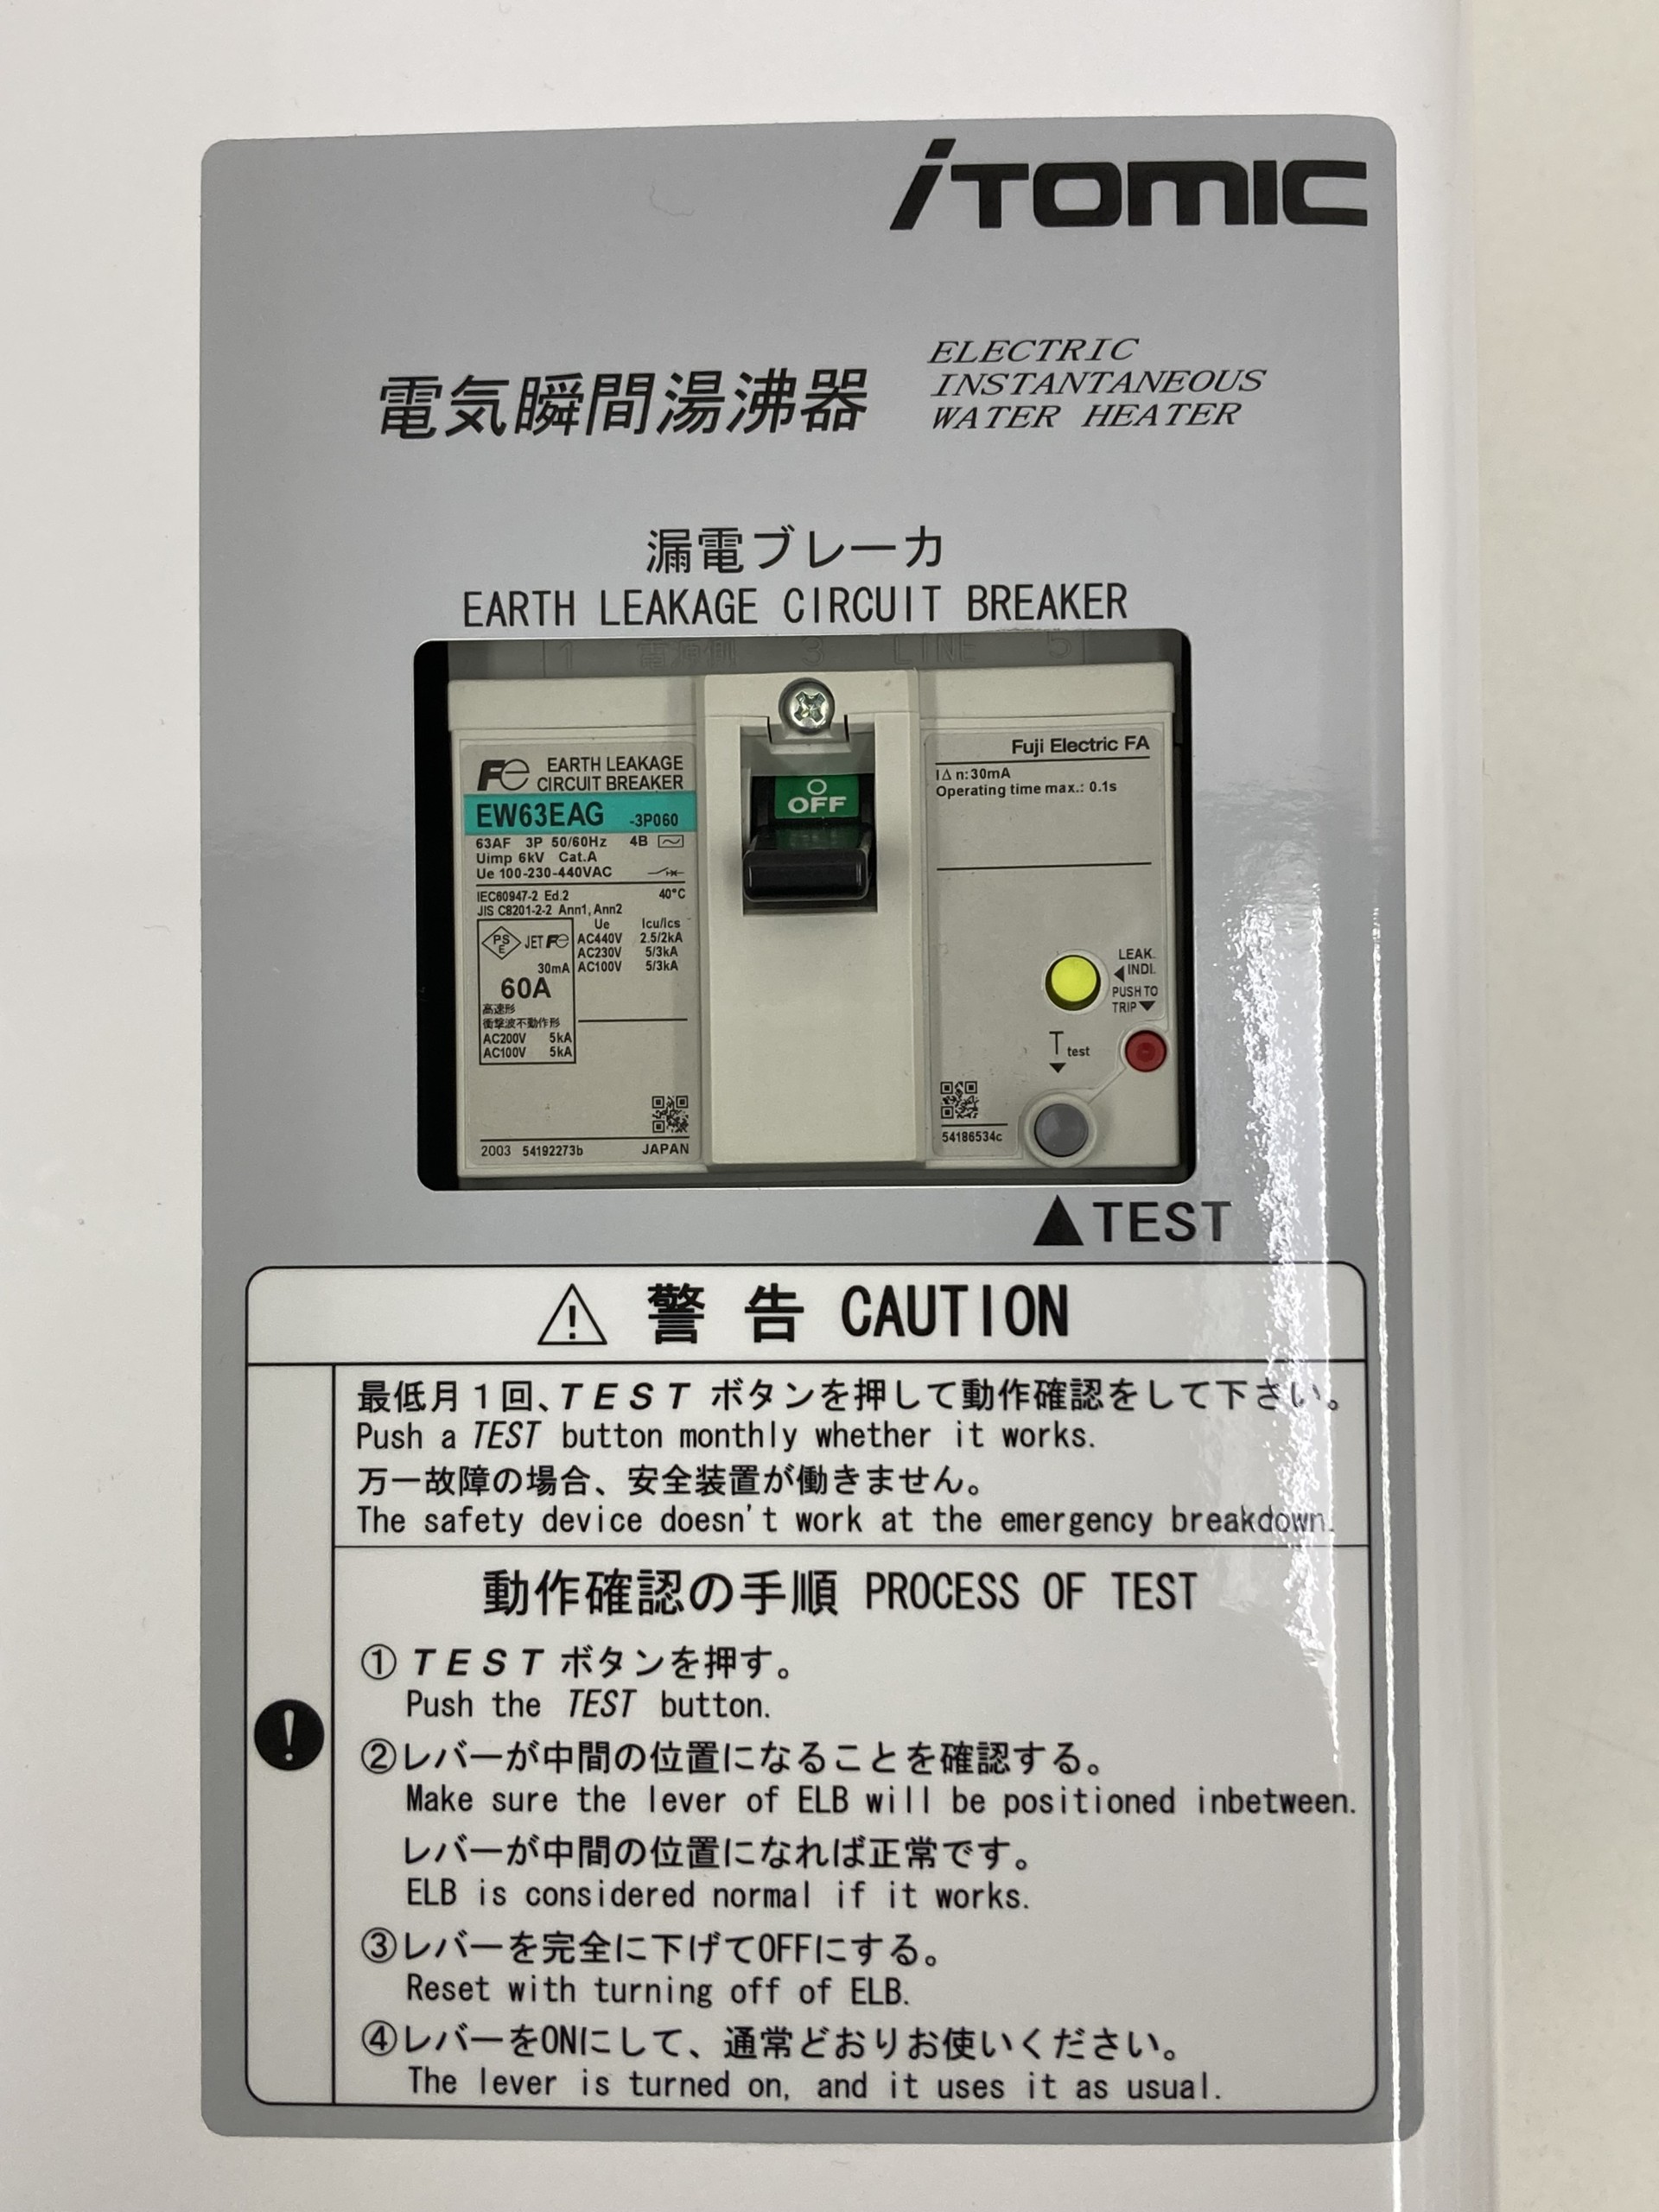 iTOMIC
電気瞬間湯沸器
ELECTRIC
INSTANTANEOUS
WATER HEATER
漏電ブレーカ
EARTH LEAKAGE CIRCUIT BREAKER
1 電源側 3 LINE 5
Fe EARTH LEAKAGE
CIRCUIT BREAKER
EW63EAG -3P060
63AF 3P 50/60Hz 4B
Uimp 6kV Cat.A
Ue 100-230-440VAC
IEC60947-2 Ed.2 40°C
JIS C8201-2-2 Ann1, Ann2
Ue Icu/Ics
AC440V 2.5/2kA
AC230V 5/3kA
AC100V 5/3kA
PS
E
JET Fe
30mA
60A
高速形
衝撃波不動作形
AC200V 5kA
AC100V 5kA
2003 54192273b JAPAN
O
OFF
Fuji Electric FA
IΔn:30mA
Operating time max.: 0.1s
LEAK.
◀INDI.
PUSH TO
TRIP▼
T test
▼
54186534c
▲TEST
⚠ 警告 CAUTION
最低月1回、TEST ボタンを押して動作確認をして下さい。
Push a TEST button monthly whether it works.
万一故障の場合、安全装置が働きません。
The safety device doesn't work at the emergency breakdown.
動作確認の手順 PROCESS OF TEST
① TEST ボタンを押す。
Push the TEST button.
②レバーが中間の位置になることを確認する。
Make sure the lever of ELB will be positioned inbetween.
レバーが中間の位置になれば正常です。
ELB is considered normal if it works.
③レバーを完全に下げてOFFにする。
Reset with turning off of ELB.
④レバーをONにして、通常どおりお使いください。
The lever is turned on, and it uses it as usual.